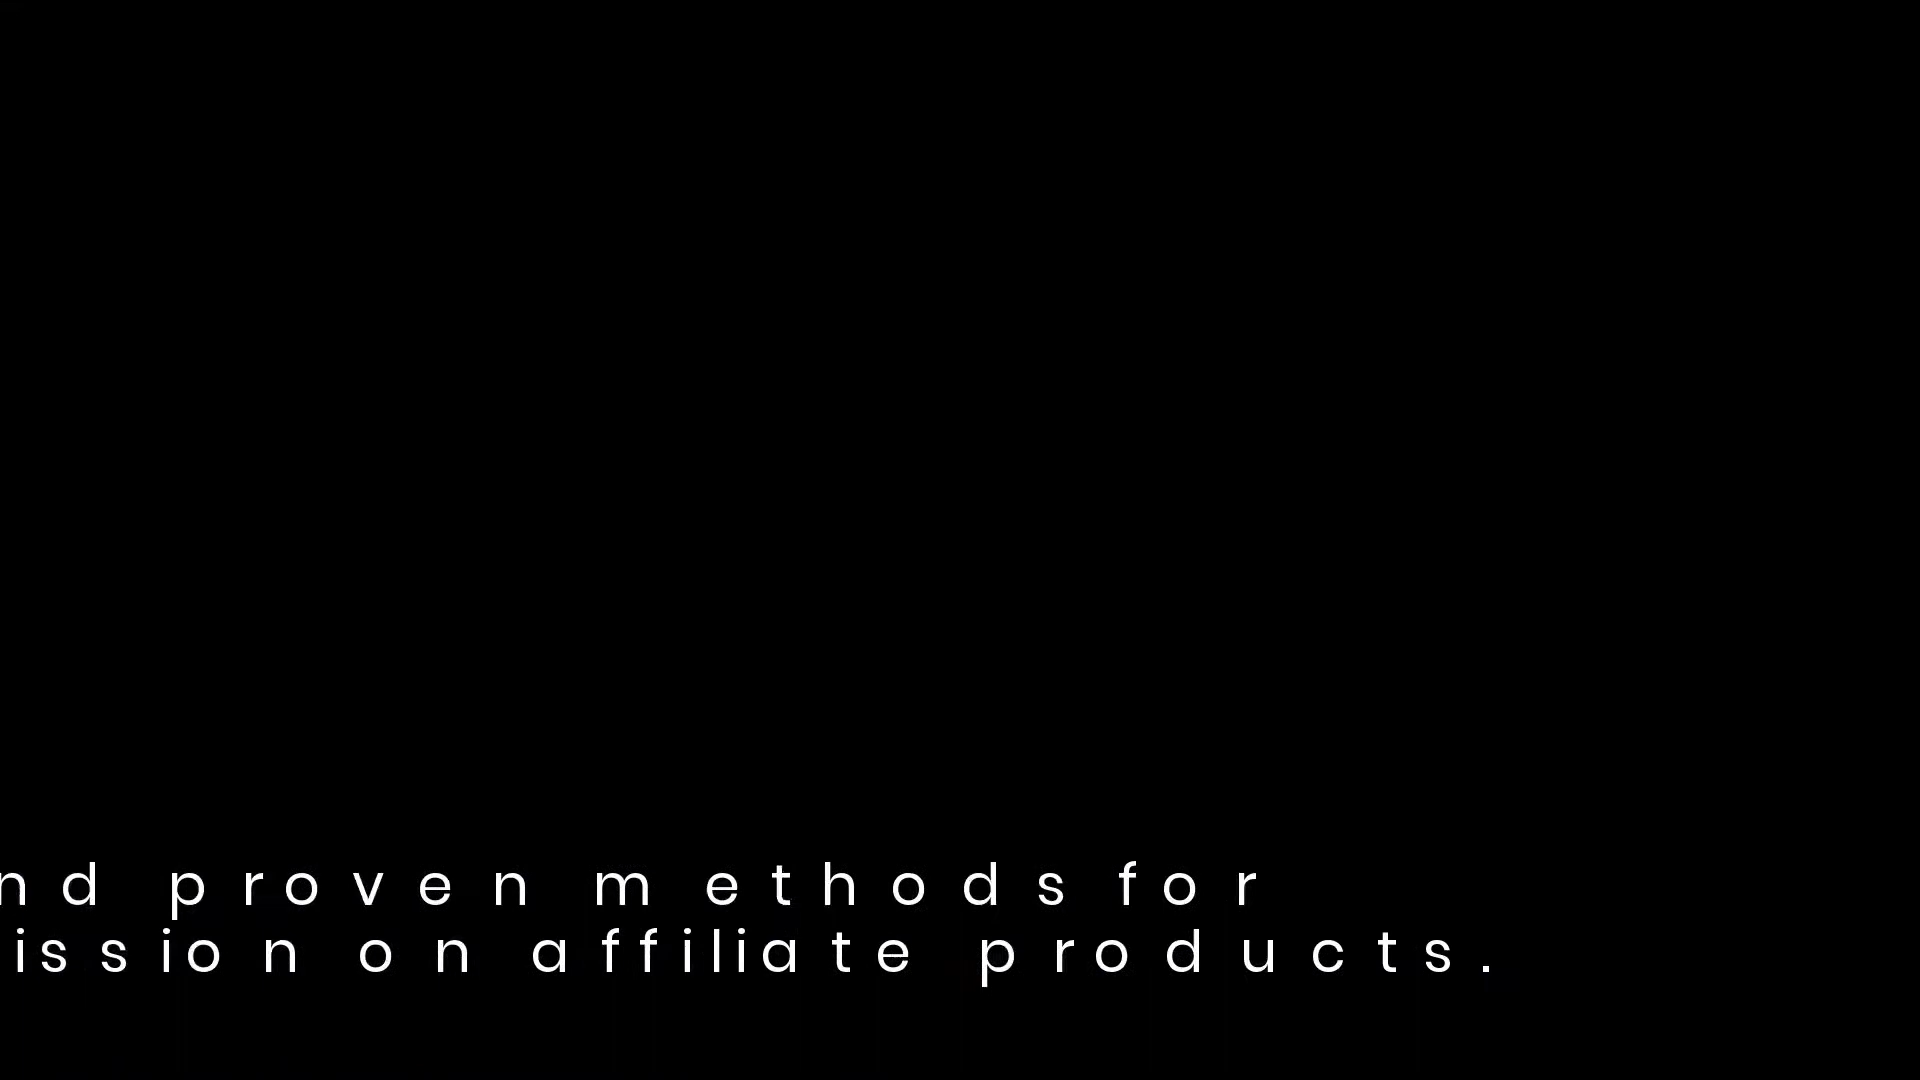 nd proven methods for
ission on affiliate products.